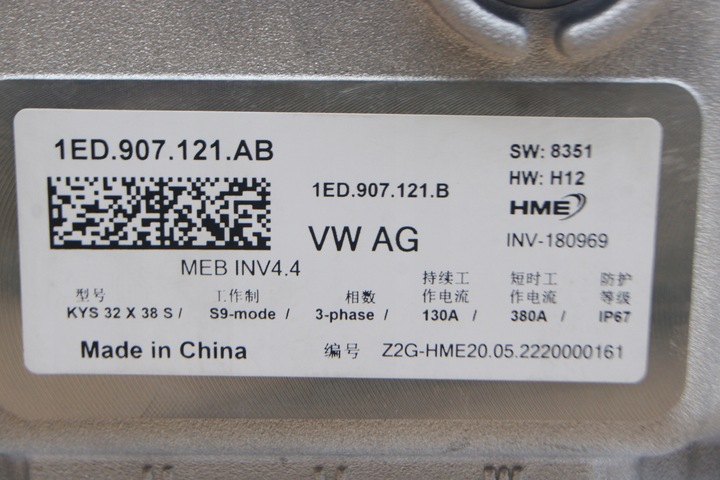 1ED.907.121.AB
SW: 8351
HW: H12
1ED.907.121.B
HME
VW AG
INV-180969
MEB INV4.4
型号 工作制 相数 持续工作电流 短时工作电流 防护等级
KYS 32 X 38 S / S9-mode / 3-phase / 130A / 380A / IP67
Made in China 编号 Z2G-HME20.05.2220000161